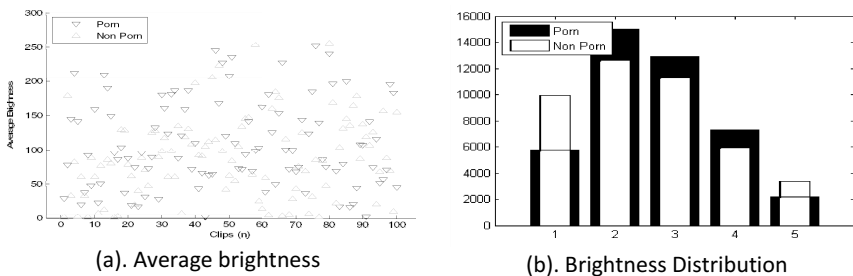 Porn
Non Porn
300
250
200
150
100
50
0
Average Brighness
0 10 20 30 40 50 60 70 80 90 100
Clips (n)
(a). Average brightness
16000
14000
12000
10000
8000
6000
4000
2000
0
Porn
Non Porn
1 2 3 4 5
(b). Brightness Distribution